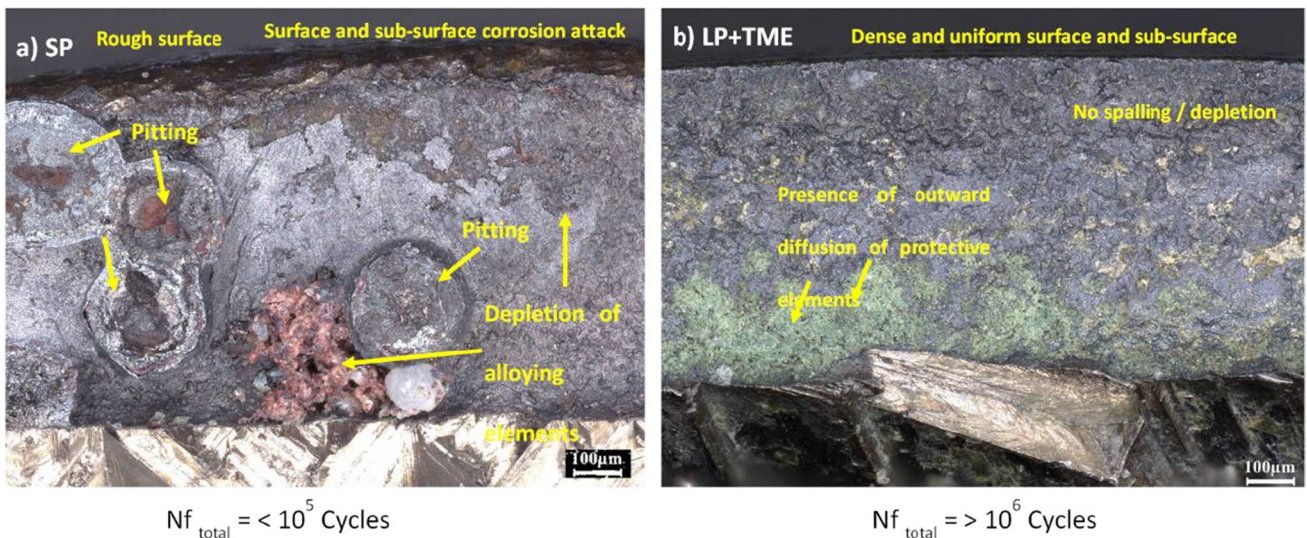 a) SP
Rough surface
Surface and sub-surface corrosion attack
Pitting
Pitting
Depletion of
alloying
elements
100μm
Nf total = < 10^5 Cycles
b) LP+TME
Dense and uniform surface and sub-surface
No spalling / depletion
Presence of outward
diffusion of protective
elements
100μm
Nf total = > 10^6 Cycles